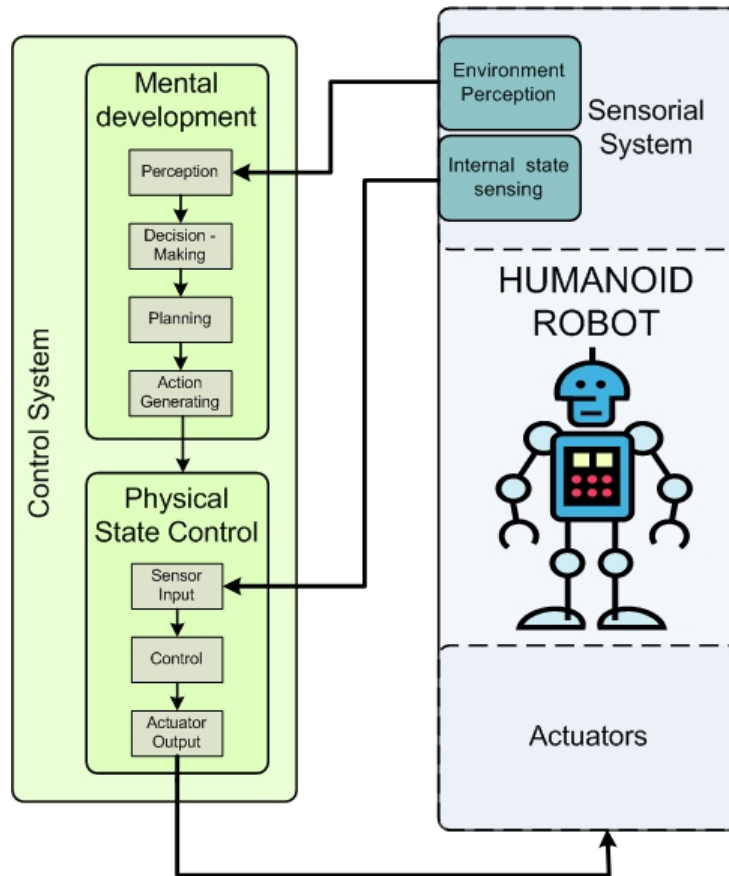 Control System
Mental
development
Perception
Decision -
Making
Planning
Action
Generating
Physical
State Control
Sensor
Input
Control
Actuator
Output
Environment
Perception
Internal state
sensing
Sensorial
System
HUMANOID
ROBOT
Actuators